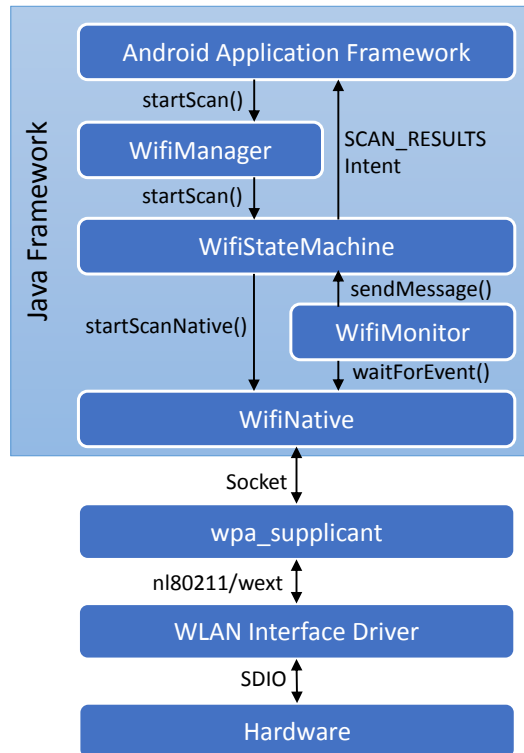 Java Framework
Android Application Framework
startScan()
WifiManager
SCAN_RESULTS
Intent
startScan()
WifiStateMachine
sendMessage()
startScanNative()
WifiMonitor
waitForEvent()
WifiNative
Socket
wpa_supplicant
nl80211/wext
WLAN Interface Driver
SDIO
Hardware